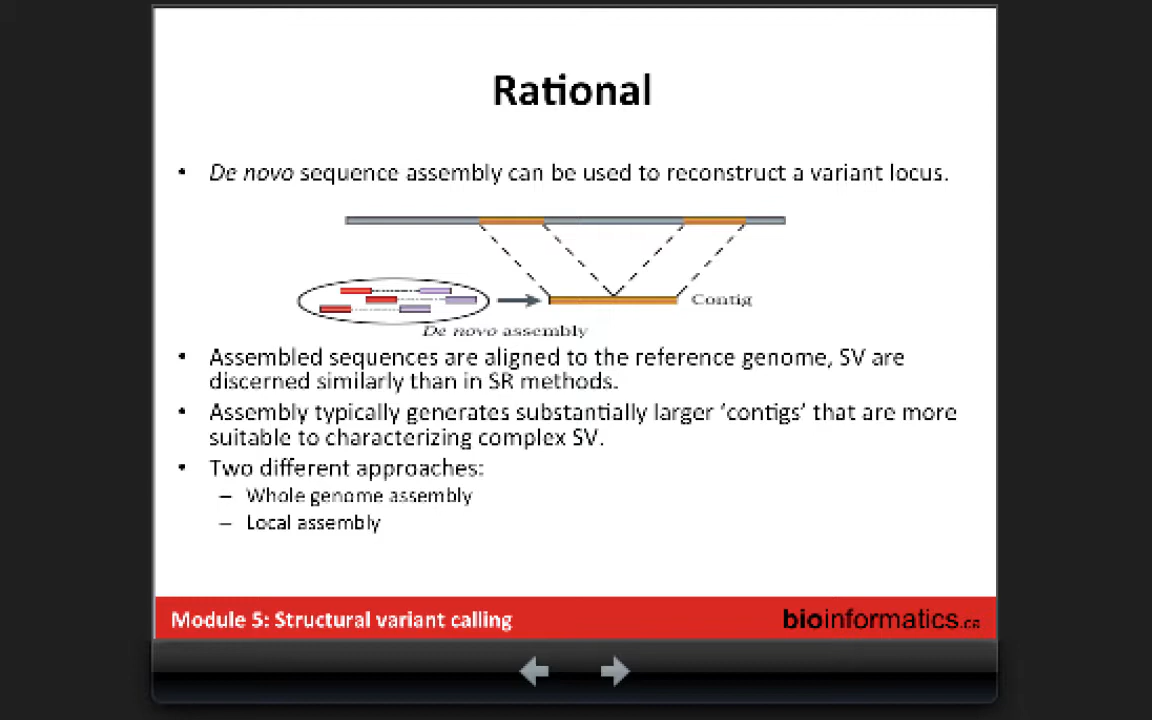 Rational
• De novo sequence assembly can be used to reconstruct a variant locus.
Contig
De novo assembly
• Assembled sequences are aligned to the reference genome, SV are
discerned similarly than in SR methods.
• Assembly typically generates substantially larger ‘contigs’ that are more
suitable to characterizing complex SV.
• Two different approaches:
– Whole genome assembly
– Local assembly
Module 5: Structural variant calling
bioinformatics.ca